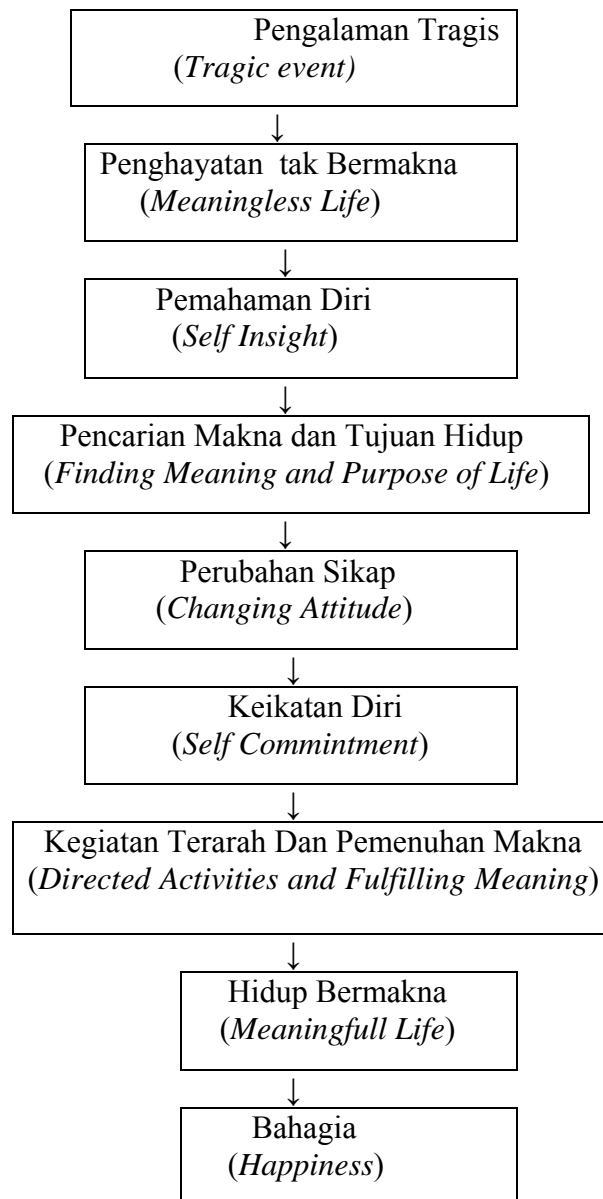 Pengalaman Tragis
(Tragic event)
↓
Penghayatan tak Bermakna
(Meaningless Life)
↓
Pemahaman Diri
(Self Insight)
↓
Pencarian Makna dan Tujuan Hidup
(Finding Meaning and Purpose of Life)
↓
Perubahan Sikap
(Changing Attitude)
↓
Keikatan Diri
(Self Commintment)
↓
Kegiatan Terarah Dan Pemenuhan Makna
(Directed Activities and Fulfilling Meaning)
↓
Hidup Bermakna
(Meaningfull Life)
↓
Bahagia
(Happiness)